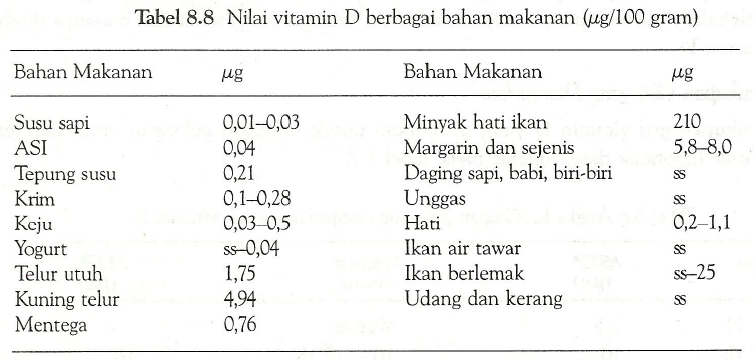 Tabel 8.8 Nilai vitamin D berbagai bahan makanan (μg/100 gram)
Bahan Makanan μg Bahan Makanan μg
Susu sapi 0,01–0,03 Minyak hati ikan 210
ASI 0,04 Margarin dan sejenis 5,8–8,0
Tepung susu 0,21 Daging sapi, babi, biri-biri ss
Krim 0,1–0,28 Unggas ss
Keju 0,03–0,5 Hati 0,2–1,1
Yogurt ss–0,04 Ikan air tawar ss
Telur utuh 1,75 Ikan berlemak ss–25
Kuning telur 4,94 Udang dan kerang ss
Mentega 0,76